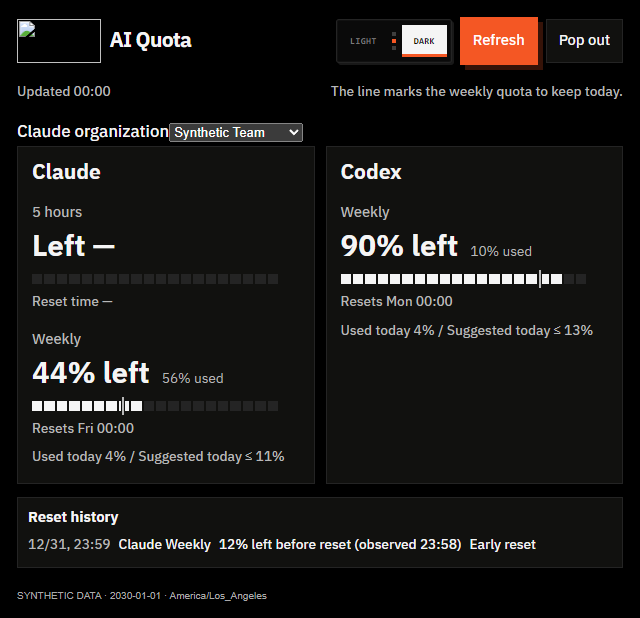 AI Quota
LIGHT DARK Refresh Pop out
Updated 00:00
The line marks the weekly quota to keep today.
Claude organization Synthetic Team
Claude
5 hours
Left —
Reset time —
Weekly
44% left 56% used
Resets Fri 00:00
Used today 4% / Suggested today ≤ 11%
Codex
Weekly
90% left 10% used
Resets Mon 00:00
Used today 4% / Suggested today ≤ 13%
Reset history
12/31, 23:59 Claude Weekly 12% left before reset (observed 23:58) Early reset
SYNTHETIC DATA · 2030-01-01 · America/Los_Angeles